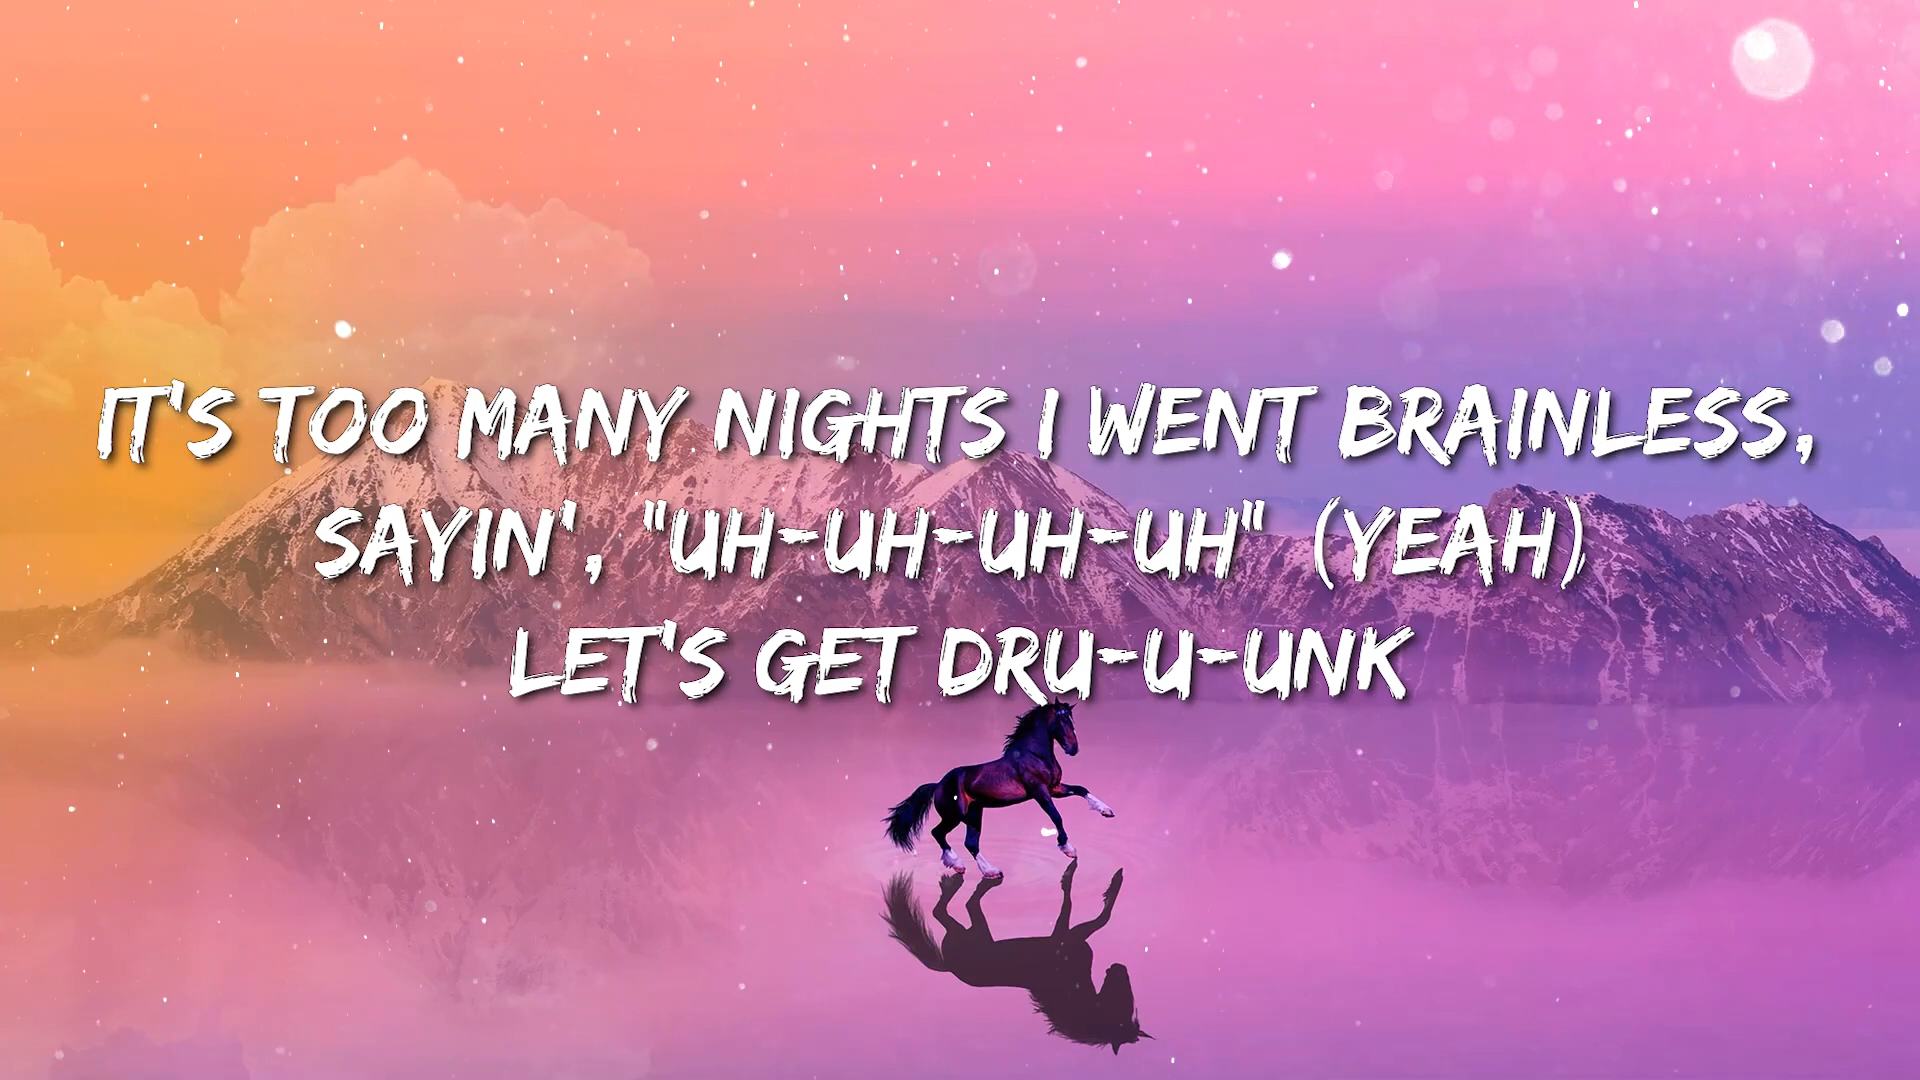 IT'S TOO MANY NIGHTS I WENT BRAINLESS,
SAYIN', "UH-UH-UH-UH" (YEAH)
LET'S GET DRU-U-UNK